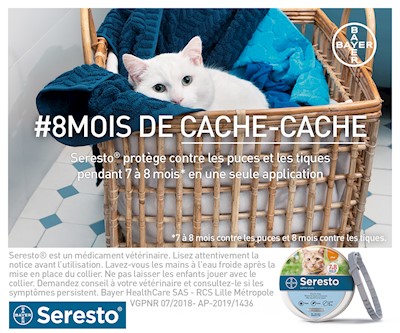 BAYER
BAYER
#8MOIS DE CACHE-CACHE
Seresto® protège contre les puces et les tiques
pendant 7 à 8 mois* en une seule application.
*7 à 8 mois contre les puces et 8 mois contre les tiques.
Seresto® est un médicament vétérinaire. Lisez attentivement la
notice avant l'utilisation. Lavez-vous les mains à l'eau froide après la
mise en place du collier. Ne pas laisser les enfants jouer avec le
collier. Demandez conseil à votre vétérinaire et consultez-le si les
symptômes persistent. Bayer HealthCare SAS - RCS Lille Métropole
VGPNR 07/2018- AP-2019/1436
Seresto®
Seresto